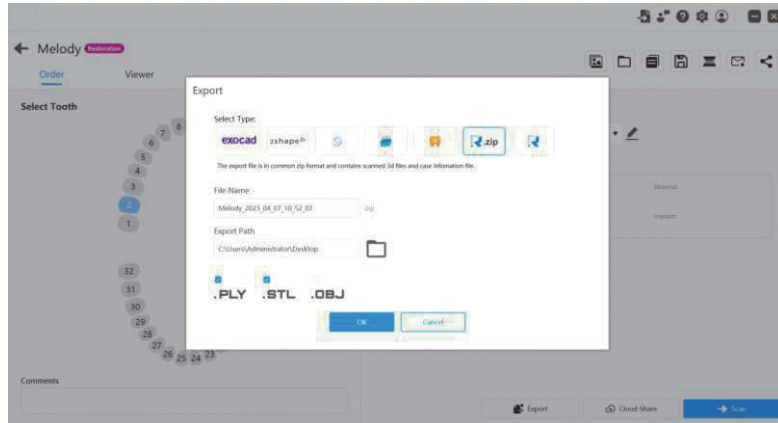 Melody Restoration
Order Viewer
Select Tooth
8
7
6
5
4
3
2
1
32
31
30
29
28
27
26 25 24 23
Comments
Export
Select Type:
exocad 3shape .zip
The export file is in common zip format and contains scanned 3d files and case infomation file.
File Name
Melody_2023_04_07_10_52_07 .zip
Export Path
C:\Users\Administrator\Desktop
.PLY .STL .OBJ
OK Cancel
Material
Instant
Export Cloud Share Scan